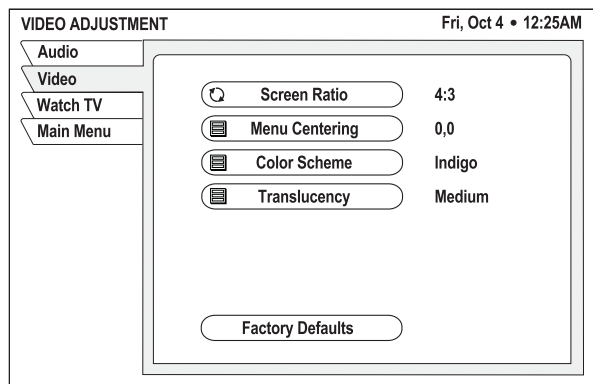 VIDEO ADJUSTMENT Fri, Oct 4 • 12:25AM
Audio
Video
Watch TV
Main Menu
Screen Ratio 4:3
Menu Centering 0,0
Color Scheme Indigo
Translucency Medium
Factory Defaults